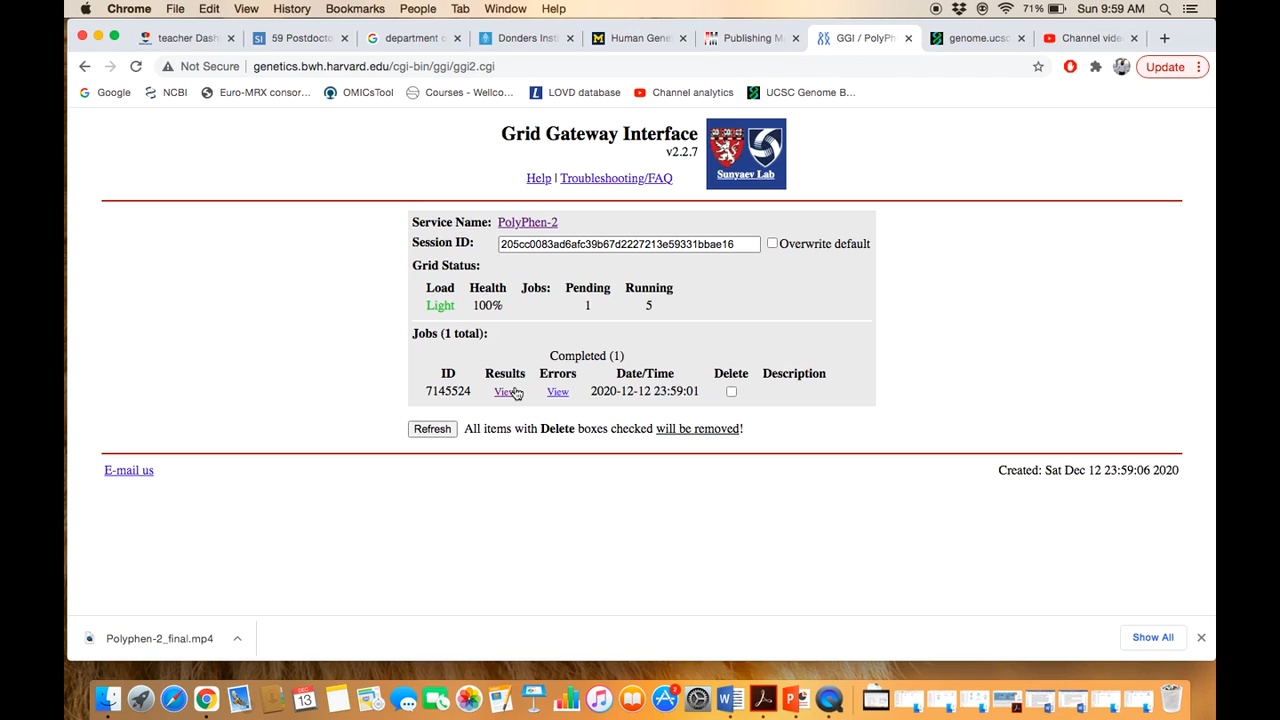 Chrome File Edit View History Bookmarks People Tab Window Help 71% Sun 9:59 AM
teacher Dash 59 Postdocto department o Donders Insti Human Gene Publishing M GGI / PolyPh genome.ucsc Channel vide
Not Secure genetics.bwh.harvard.edu/cgi-bin/ggi/ggi2.cgi Update
Google NCBI Euro-MRX consor... OMICsTool Courses - Wellco... LOVD database Channel analytics UCSC Genome B...
Grid Gateway Interface
v2.2.7
Help | Troubleshooting/FAQ
Sunyaev Lab
Service Name: PolyPhen-2
Session ID: 205cc0083ad6afc39b67d2227213e59331bbae16 Overwrite default
Grid Status:
Load Health Jobs: Pending Running
Light 100% 1 5
Jobs (1 total):
Completed (1)
ID Results Errors Date/Time Delete Description
7145524 View View 2020-12-12 23:59:01
Refresh All items with Delete boxes checked will be removed!
E-mail us Created: Sat Dec 12 23:59:06 2020
Polyphen-2_final.mp4 Show All